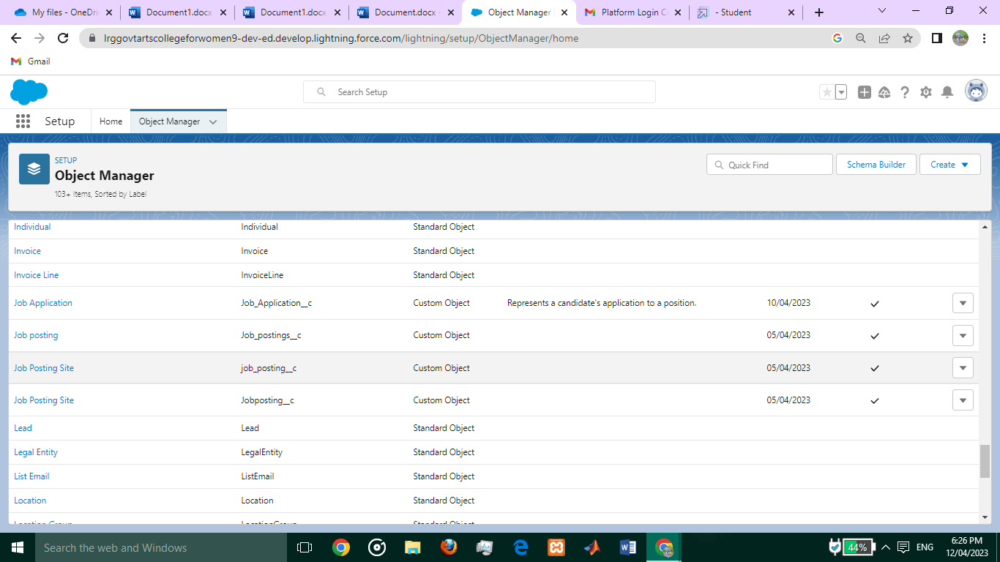 My files - OneDri
Document1.docx
Document1.docx
Document.docx -
Object Manager
Platform Login C
- Student
lrggovtartscollegeforwomen9-dev-ed.develop.lightning.force.com/lightning/setup/ObjectManager/home
Gmail
Search Setup
Setup Home Object Manager
SETUP
Object Manager
103+ Items, Sorted by Label
Quick Find
Schema Builder
Create
Individual Individual Standard Object
Invoice Invoice Standard Object
Invoice Line InvoiceLine Standard Object
Job Application Job_Application__c Custom Object Represents a candidate's application to a position. 10/04/2023
Job posting Job_postings__c Custom Object 05/04/2023
Job Posting Site job_posting__c Custom Object 05/04/2023
Job Posting Site Jobposting__c Custom Object 05/04/2023
Lead Lead Standard Object
Legal Entity LegalEntity Standard Object
List Email ListEmail Standard Object
Location Location Standard Object
Location Group LocationGroup Standard Object
Search the web and Windows
44%
ENG
6:26 PM
12/04/2023